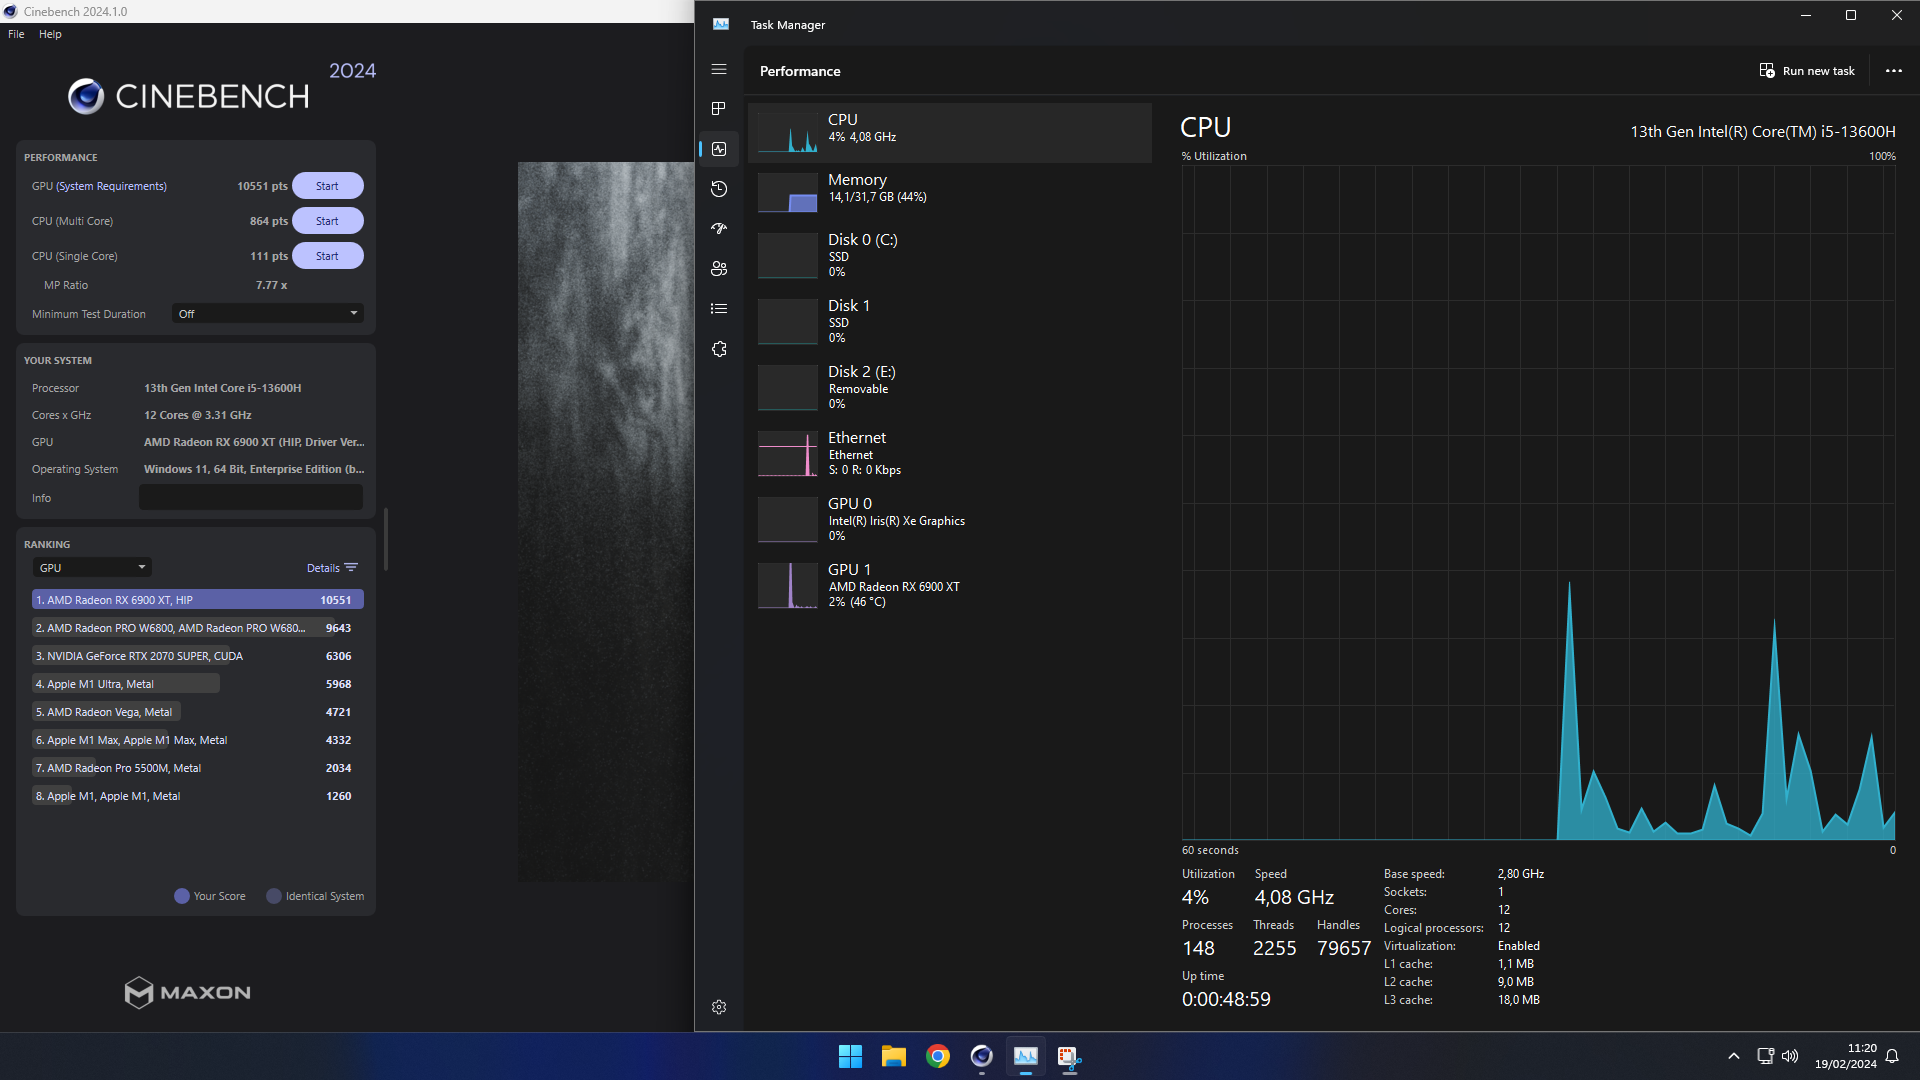 Cinebench 2024.1.0
File Help
2024
CINEBENCH
PERFORMANCE
GPU (System Requirements) 10551 pts Start
CPU (Multi Core) 864 pts Start
CPU (Single Core) 111 pts Start
MP Ratio 7.77 x
Minimum Test Duration Off
YOUR SYSTEM
Processor 13th Gen Intel Core i5-13600H
Cores x GHz 12 Cores @ 3.31 GHz
GPU AMD Radeon RX 6900 XT (HIP, Driver Ver...
Operating System Windows 11, 64 Bit, Enterprise Edition (b...
Info
RANKING
GPU Details
1. AMD Radeon RX 6900 XT, HIP 10551
2. AMD Radeon PRO W6800, AMD Radeon PRO W680... 9643
3. NVIDIA GeForce RTX 2070 SUPER, CUDA 6306
4. Apple M1 Ultra, Metal 5968
5. AMD Radeon Vega, Metal 4721
6. Apple M1 Max, Apple M1 Max, Metal 4332
7. AMD Radeon Pro 5500M, Metal 2034
8. Apple M1, Apple M1, Metal 1260
Your Score Identical System
MAXON
Task Manager
Performance Run new task
CPU
4% 4,08 GHz
Memory
14,1/31,7 GB (44%)
Disk 0 (C:)
SSD
0%
Disk 1
SSD
0%
Disk 2 (E:)
Removable
0%
Ethernet
Ethernet
S: 0 R: 0 Kbps
GPU 0
Intel(R) Iris(R) Xe Graphics
0%
GPU 1
AMD Radeon RX 6900 XT
2% (46 °C)
CPU 13th Gen Intel(R) Core(TM) i5-13600H
% Utilization 100%
60 seconds 0
Utilization Speed
4% 4,08 GHz
Processes Threads Handles
148 2255 79657
Up time
0:00:48:59
Base speed: 2,80 GHz
Sockets: 1
Cores: 12
Logical processors: 12
Virtualization: Enabled
L1 cache: 1,1 MB
L2 cache: 9,0 MB
L3 cache: 18,0 MB
11:20
19/02/2024